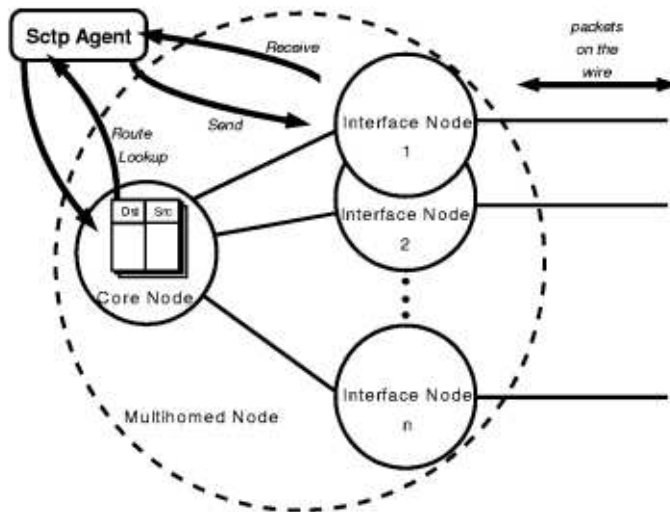 Sctp Agent
Receive
packets
on the
wire
Send
Route
Lookup
Interface Node
1
Interface Node
2
Dst Src
Core Node
Interface Node
n
Multihomed Node